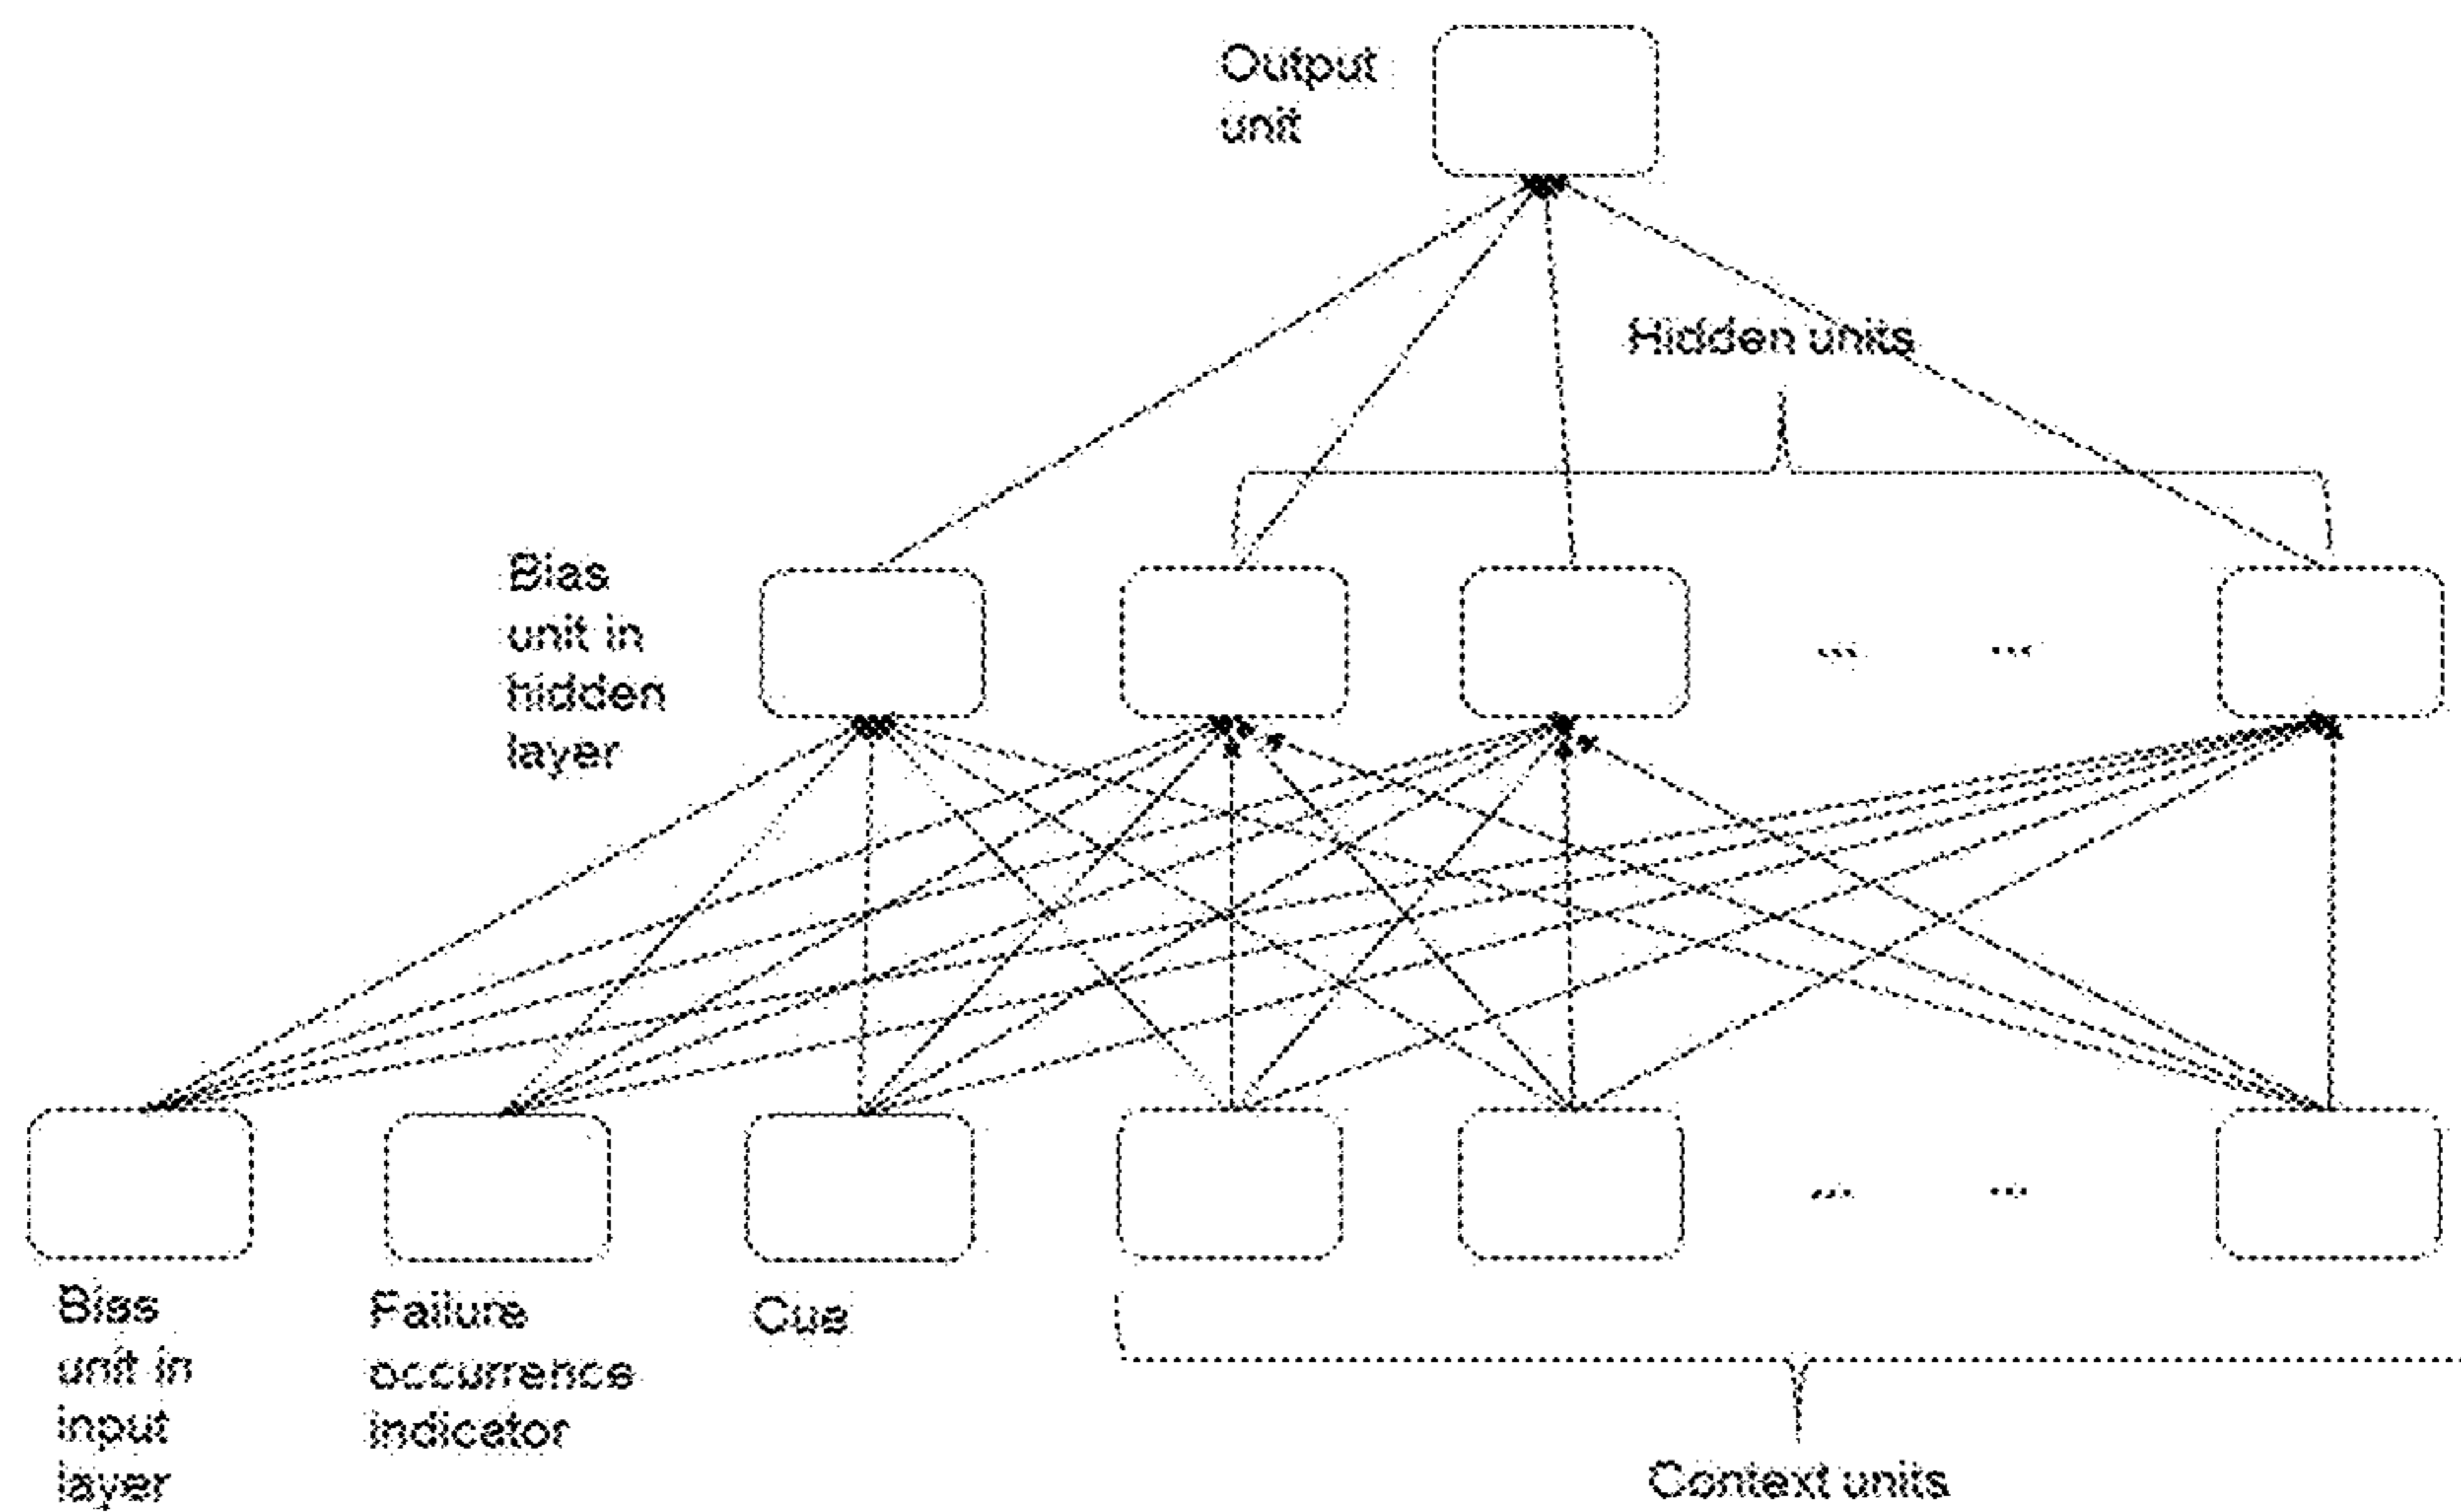 Output
unit
Hidden units
Bias
unit in
hidden
layer
... ...
... ...
Bias
unit in
input
layer
Failure
occurrence
indicator
Cue
Context units